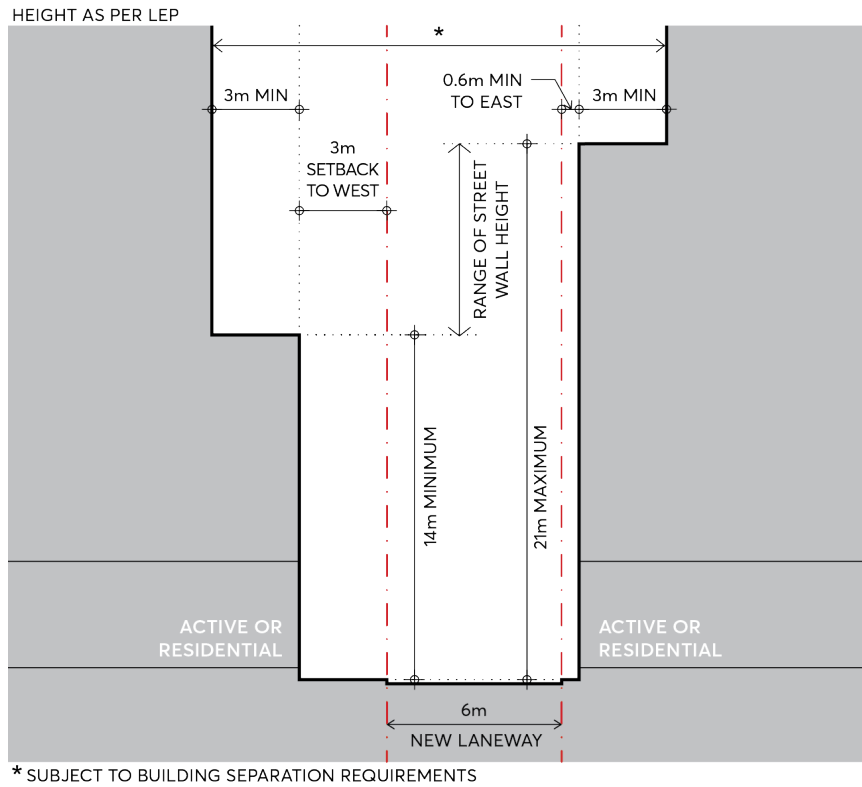 HEIGHT AS PER LEP
*
3m MIN
0.6m MIN
TO EAST
3m MIN
3m
SETBACK
TO WEST
RANGE OF STREET
WALL HEIGHT
14m MINIMUM
21m MAXIMUM
ACTIVE OR
RESIDENTIAL
ACTIVE OR
RESIDENTIAL
6m
NEW LANEWAY
* SUBJECT TO BUILDING SEPARATION REQUIREMENTS